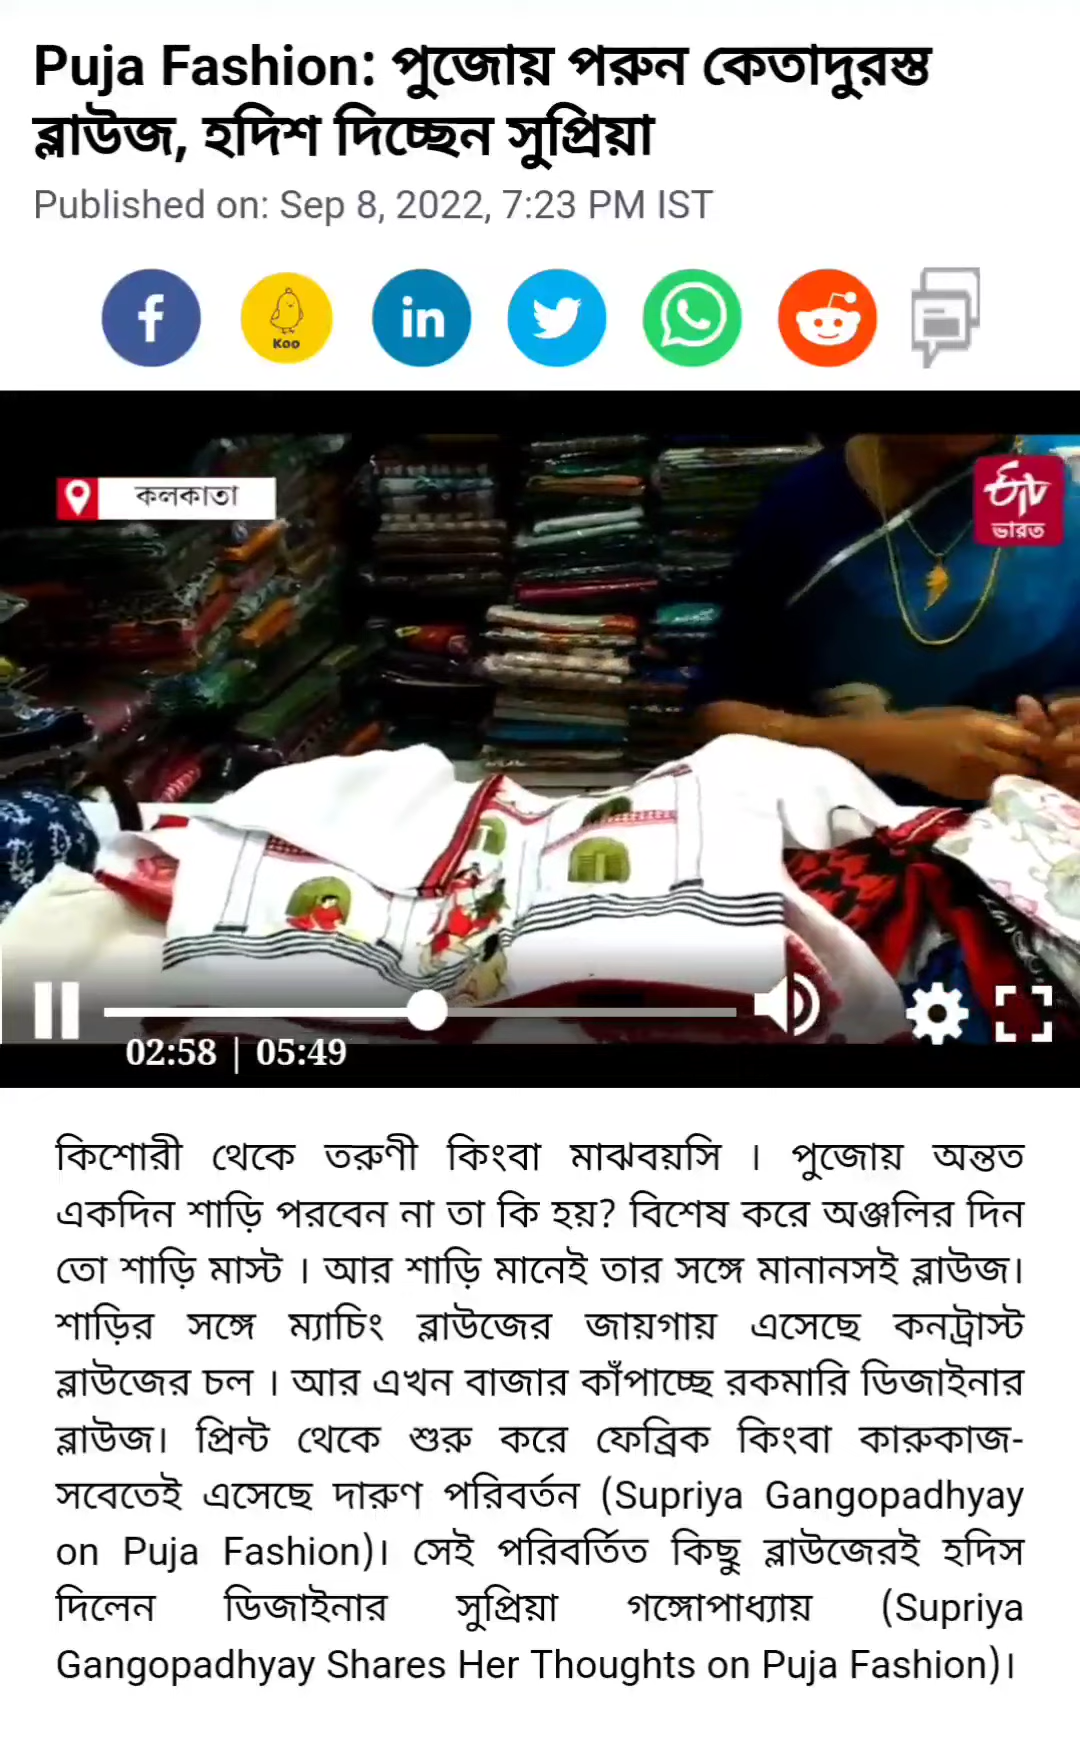 Puja Fashion: পুজোয় পরুন কেতাদুরস্ত
ব্লাউজ, হদিশ দিচ্ছেন সুপ্রিয়া
Published on: Sep 8, 2022, 7:23 PM IST
f
Koo
in
কলকাতা
etv
ভারত
02:58 | 05:49
কিশোরী থেকে তরুণী কিংবা মাঝবয়সি । পুজোয় অন্তত
একদিন শাড়ি পরবেন না তা কি হয়? বিশেষ করে অঞ্জলির দিন
তো শাড়ি মাস্ট । আর শাড়ি মানেই তার সঙ্গে মানানসই ব্লাউজ।
শাড়ির সঙ্গে ম্যাচিং ব্লাউজের জায়গায় এসেছে কনট্রাস্ট
ব্লাউজের চল । আর এখন বাজার কাঁপাচ্ছে রকমারি ডিজাইনার
ব্লাউজ। প্রিন্ট থেকে শুরু করে ফেব্রিক কিংবা কারুকাজ-
সবেতেই এসেছে দারুণ পরিবর্তন (Supriya Gangopadhyay
on Puja Fashion)। সেই পরিবর্তিত কিছু ব্লাউজেরই হদিস
দিলেন ডিজাইনার সুপ্রিয়া গঙ্গোপাধ্যায় (Supriya
Gangopadhyay Shares Her Thoughts on Puja Fashion)।